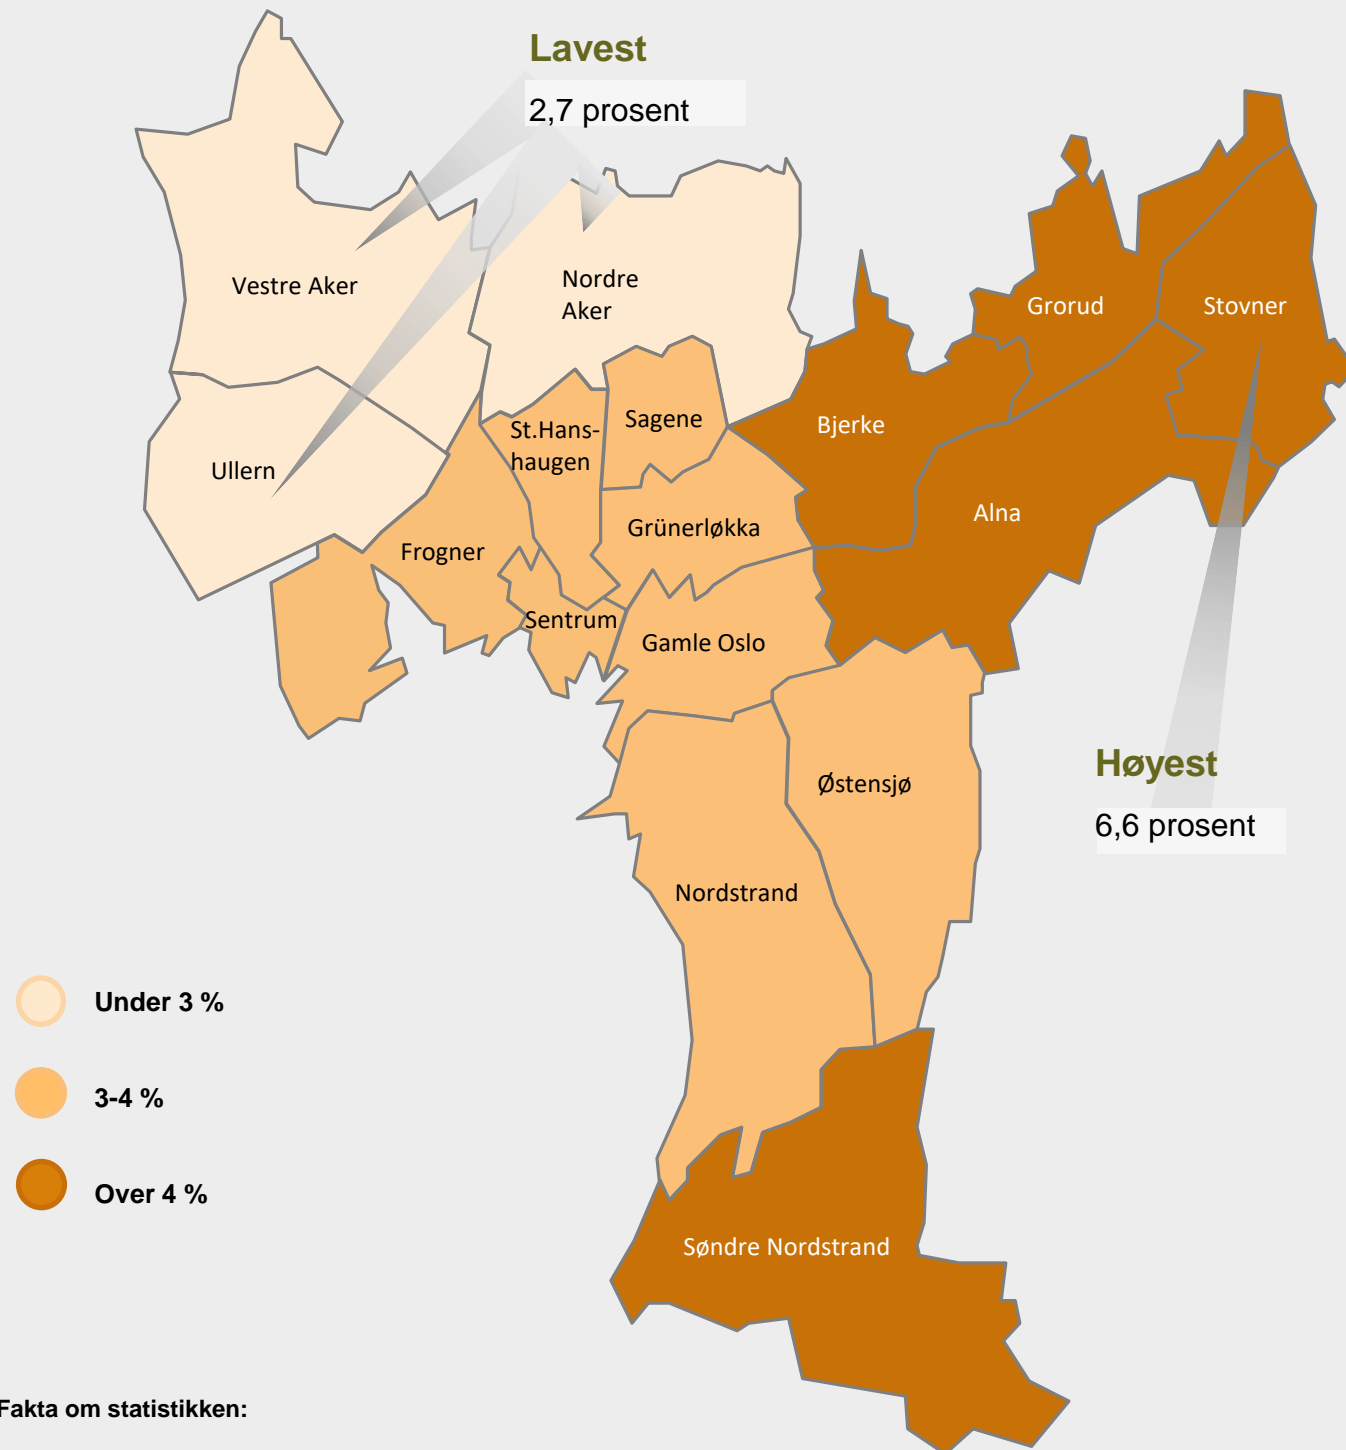 Lavest
2,7 prosent
Vestre Aker
Nordre
Aker
Grorud
Stovner
Sagene
St.Hans-
haugen
Bjerke
Ullern
Alna
Grünerløkka
Frogner
Sentrum
Gamle Oslo
Høyest
Østensjø
6,6 prosent
Nordstrand
Under 3 %
3-4 %
Over 4 %
Søndre Nordstrand
Fakta om statistikken: